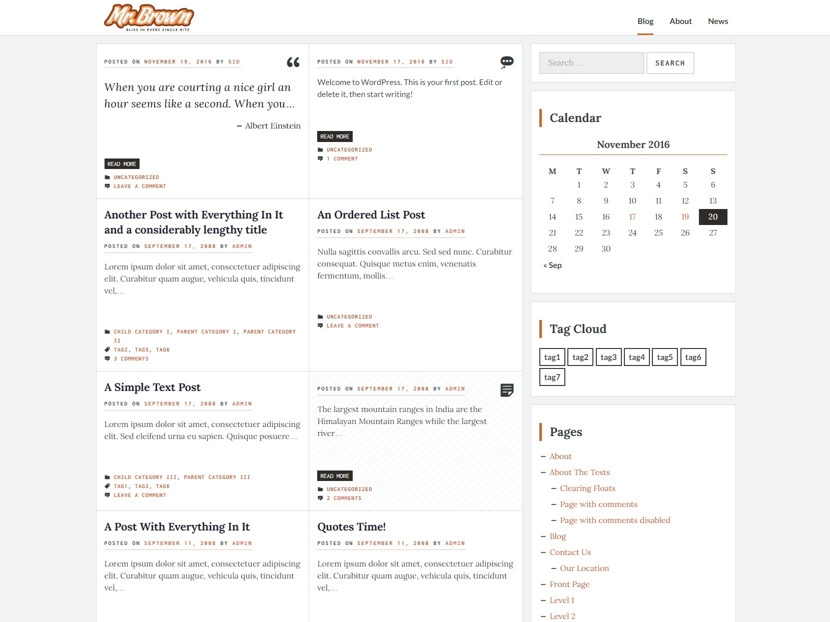 Mr. Brown
BLISS IN EVERY SINGLE BITE
Blog About News
POSTED ON NOVEMBER 19, 2016 BY SID
When you are courting a nice girl an
hour seems like a second. When you…
— Albert Einstein
READ MORE
UNCATEGORIZED
LEAVE A COMMENT
POSTED ON NOVEMBER 17, 2016 BY SID
Welcome to WordPress. This is your first post. Edit or
delete it, then start writing!
READ MORE
UNCATEGORIZED
1 COMMENT
Another Post with Everything In It
and a considerably lengthy title
POSTED ON SEPTEMBER 17, 2008 BY ADMIN
Lorem ipsum dolor sit amet, consectetuer adipiscing
elit. Curabitur quam augue, vehicula quis, tincidunt
vel,…
CHILD CATEGORY I, PARENT CATEGORY I, PARENT CATEGORY
II
TAG2, TAG5, TAG6
3 COMMENTS
An Ordered List Post
POSTED ON SEPTEMBER 17, 2008 BY ADMIN
Nulla sagittis convallis arcu. Sed sed nunc. Curabitur
consequat. Quisque metus enim, venenatis
fermentum, mollis…
UNCATEGORIZED
LEAVE A COMMENT
A Simple Text Post
POSTED ON SEPTEMBER 17, 2008 BY ADMIN
Lorem ipsum dolor sit amet, consectetuer adipiscing
elit. Sed eleifend urna eu sapien. Quisque posuere…
CHILD CATEGORY III, PARENT CATEGORY III
TAG1, TAG3, TAG6
LEAVE A COMMENT
POSTED ON SEPTEMBER 17, 2008 BY ADMIN
The largest mountain ranges in India are the
Himalayan Mountain Ranges while the largest
river…
READ MORE
UNCATEGORIZED
2 COMMENTS
A Post With Everything In It
POSTED ON SEPTEMBER 11, 2008 BY ADMIN
Lorem ipsum dolor sit amet, consectetuer adipiscing
elit. Curabitur quam augue, vehicula quis, tincidunt
vel,…
Quotes Time!
POSTED ON SEPTEMBER 11, 2008 BY ADMIN
Lorem ipsum dolor sit amet, consectetuer adipiscing
elit. Curabitur quam augue, vehicula quis, tincidunt
vel,…
Search …
SEARCH
Calendar
November 2016
M T W T F S S
1 2 3 4 5 6
7 8 9 10 11 12 13
14 15 16 17 18 19 20
21 22 23 24 25 26 27
28 29 30
« Sep
Tag Cloud
tag1 tag2 tag3 tag4 tag5 tag6
tag7
Pages
— About
— About The Tests
— Clearing Floats
— Page with comments
— Page with comments disabled
— Blog
— Contact Us
— Our Location
— Front Page
— Level 1
— Level 2